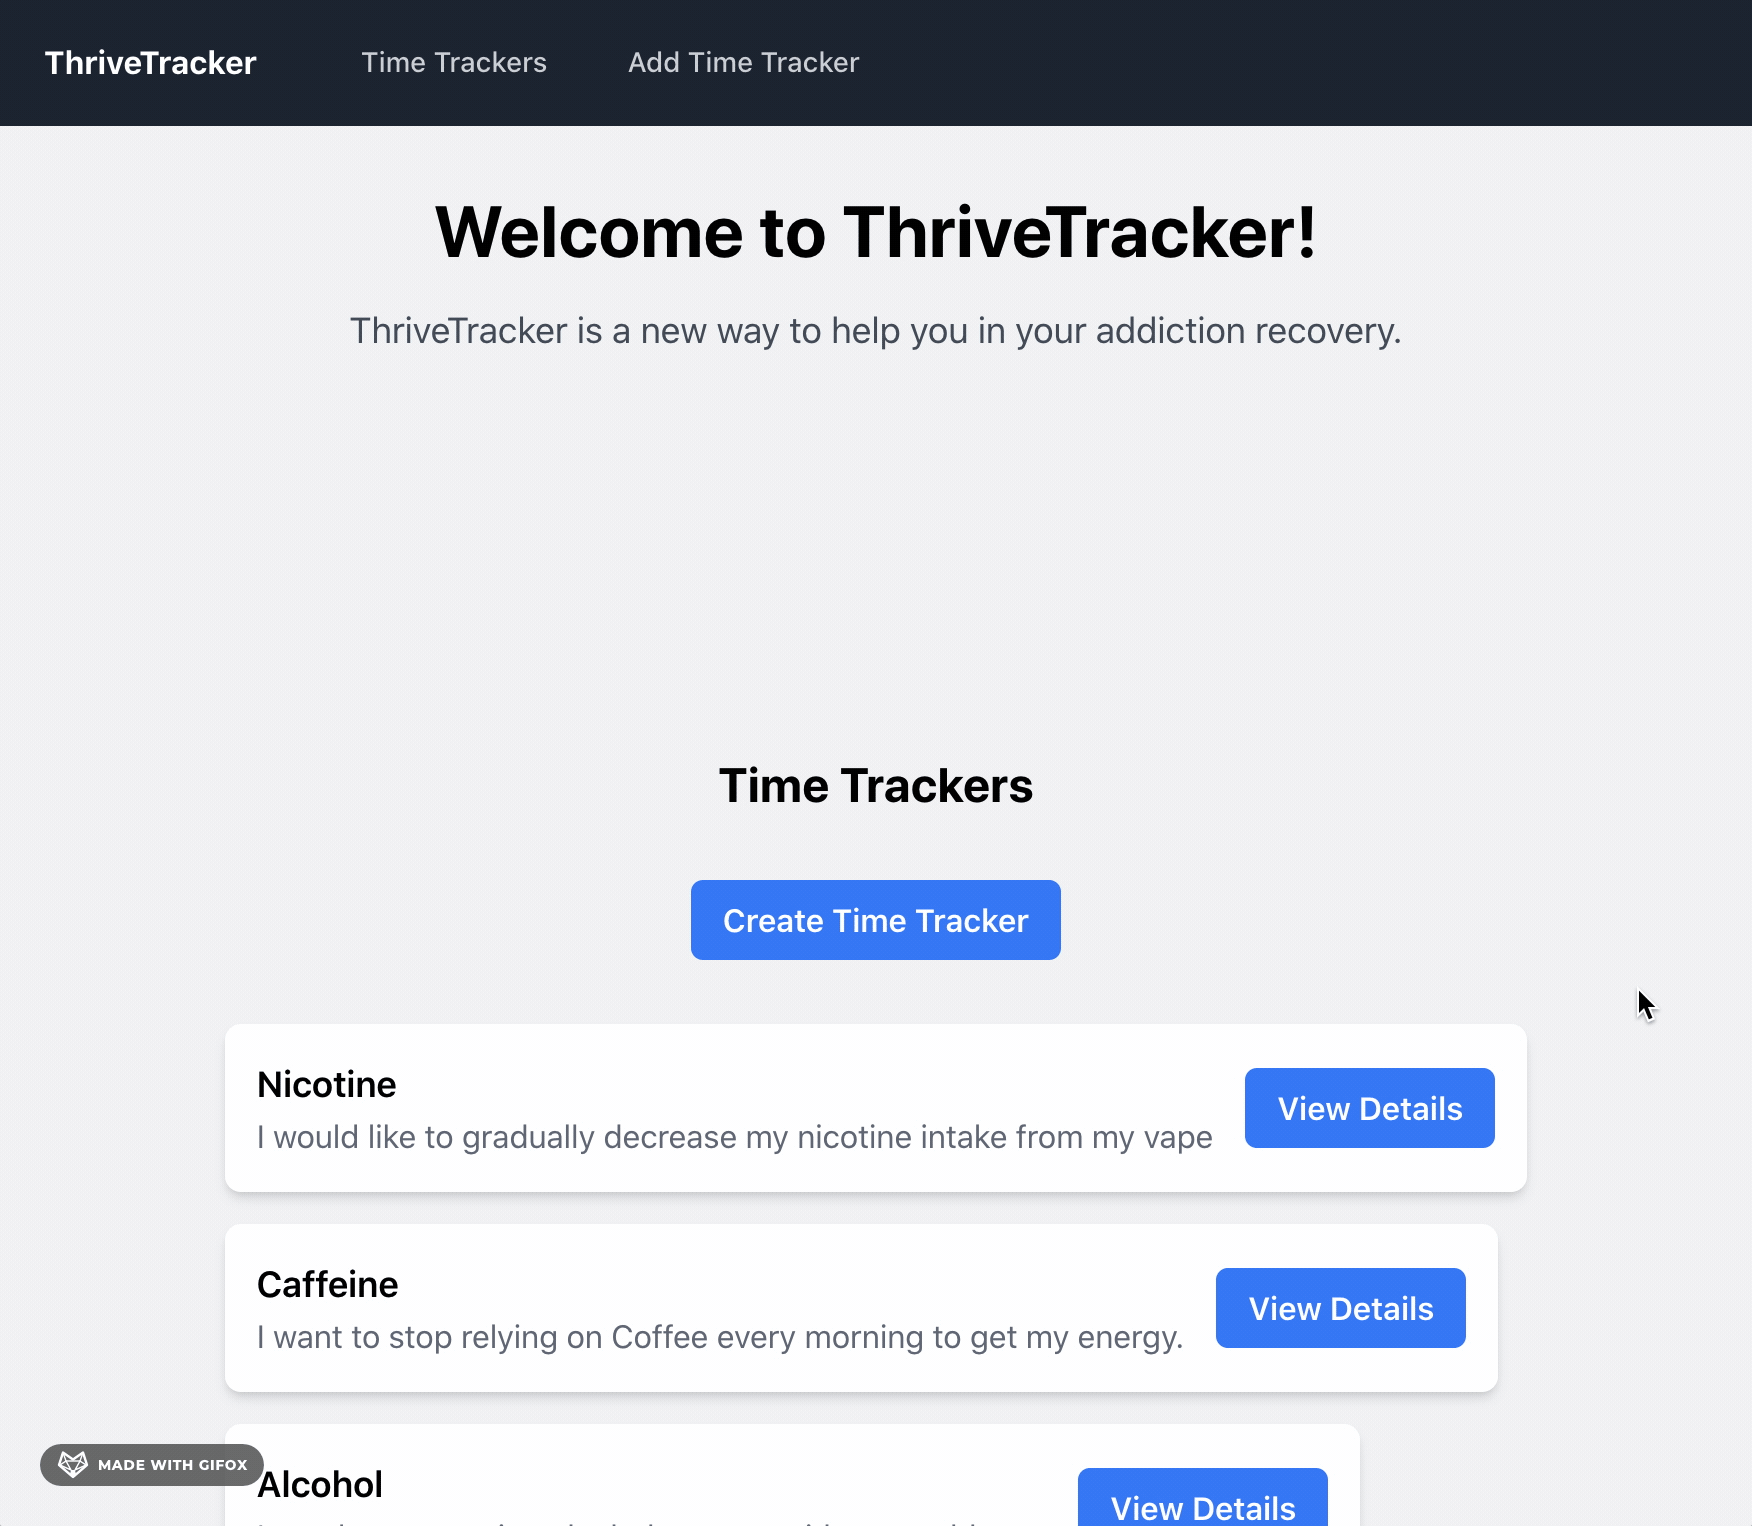 ThriveTracker Time Trackers Add Time Tracker
Welcome to ThriveTracker!
ThriveTracker is a new way to help you in your addiction recovery.
Time Trackers
Create Time Tracker
Nicotine
I would like to gradually decrease my nicotine intake from my vape
View Details
Caffeine
I want to stop relying on Coffee every morning to get my energy.
View Details
Alcohol
View Details
MADE WITH GIFOX